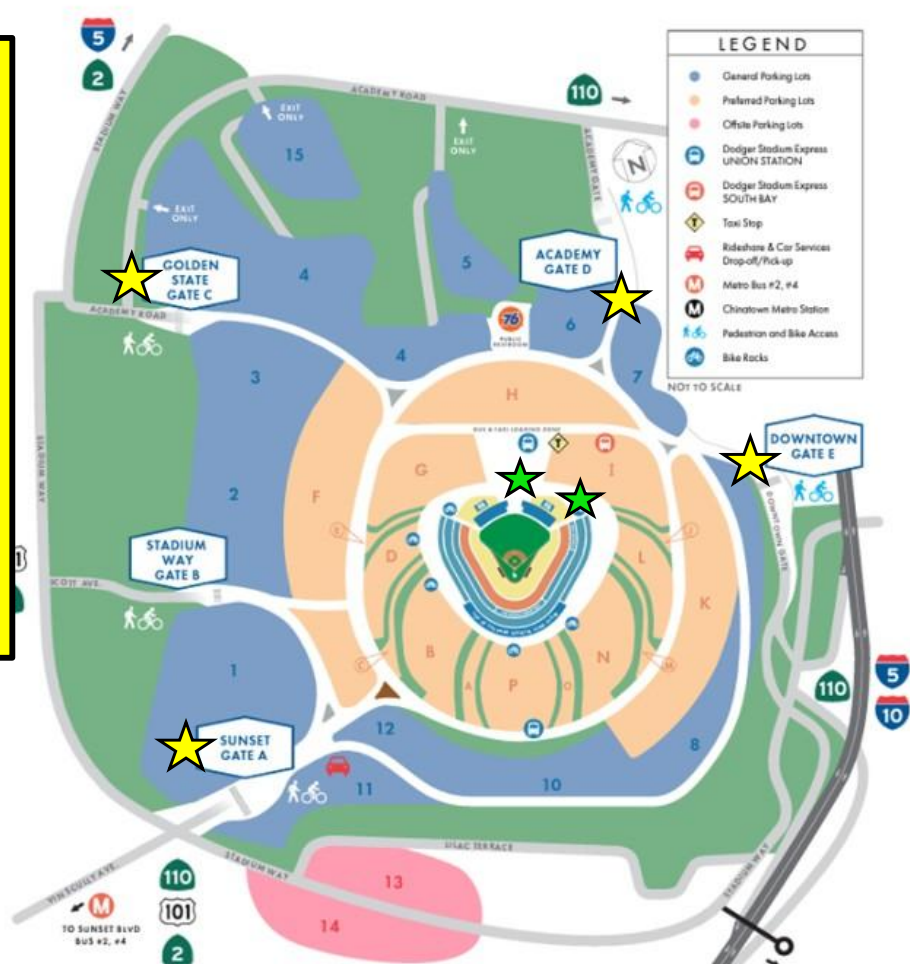 5
2
STADIUM WAY
ACADEMY ROAD
110
LEGEND
General Parking Lots
Preferred Parking Lots
Offsite Parking Lots
Dodger Stadium Express
UNION STATION
Dodger Stadium Express
SOUTH BAY
T
Taxi Stop
Rideshare & Car Services
Drop-off/Pick-up
M
Metro Bus #2, #4
M
Chinatown Metro Station
Pedestrian and Bike Access
Bike Racks
NOT TO SCALE
N
ACADEMY GATE
EXIT
ONLY
15
EXIT
ONLY
EXIT
ONLY
GOLDEN
STATE
GATE C
4
5
ACADEMY
GATE D
6
76
PUBLIC
ACADEMY ROAD
4
3
7
H
BUS & TAXI LOADING ZONE
T
G
I
DOWNTOWN
GATE E
DOWNTOWN GATE
STADIUM WAY
2
F
D
L
J
STADIUM
WAY
GATE B
SCOTT AVE.
K
1
C
B
A
P
O
N
M
110
5
10
SUNSET
GATE A
12
8
11
10
LILAC TERRACE
STADIUM WAY
STADIUM WAY
VIN SCULLY AVE.
13
14
M
TO SUNSET BLVD
BUS #2, #4
110
101
2